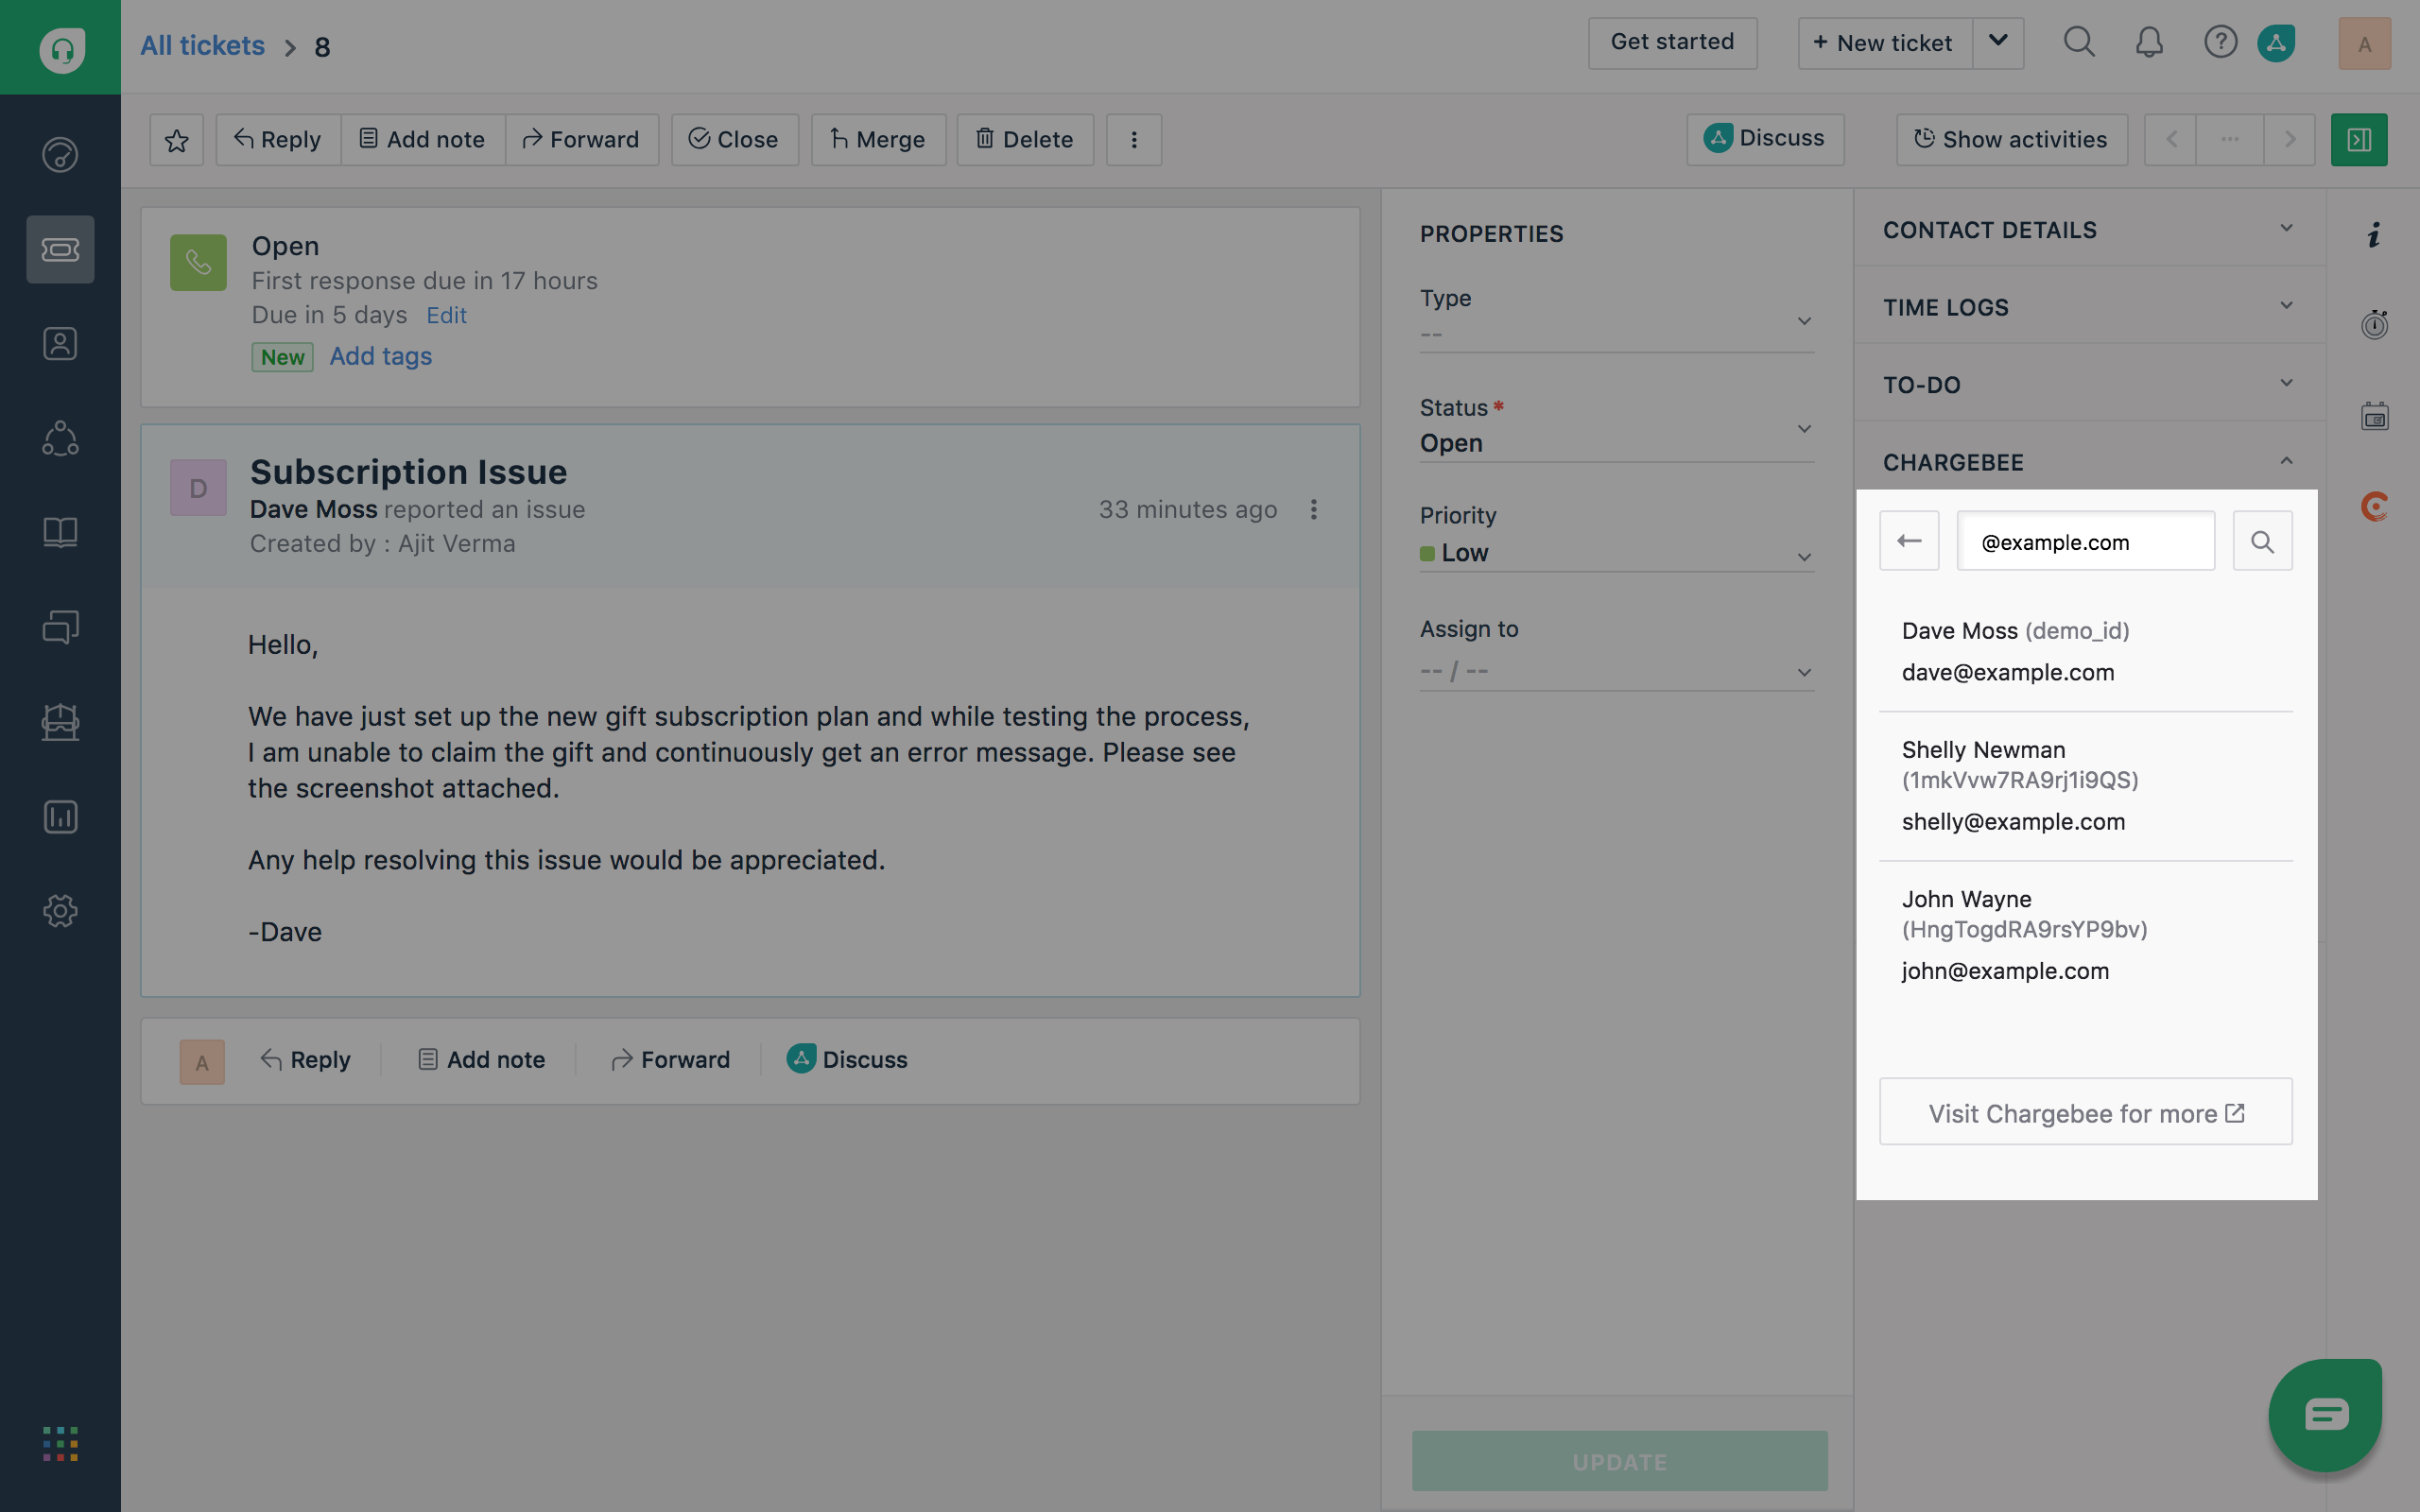 All tickets > 8
Get started
+ New ticket
A
Reply
Add note
Forward
Close
Merge
Delete
Discuss
Show activities
Open
First response due in 17 hours
Due in 5 days Edit
New Add tags
D
Subscription Issue
Dave Moss reported an issue
33 minutes ago
Created by : Ajit Verma
Hello,
We have just set up the new gift subscription plan and while testing the process,
I am unable to claim the gift and continuously get an error message. Please see
the screenshot attached.
Any help resolving this issue would be appreciated.
-Dave
A
Reply
Add note
Forward
Discuss
PROPERTIES
Type
--
Status *
Open
Priority
Low
Assign to
-- / --
UPDATE
CONTACT DETAILS
TIME LOGS
TO-DO
CHARGEBEE
@example.com
Dave Moss (demo_id)
dave@example.com
Shelly Newman
(1mkVvw7RA9rj1i9QS)
shelly@example.com
John Wayne
(HngTogdRA9rsYP9bv)
john@example.com
Visit Chargebee for more